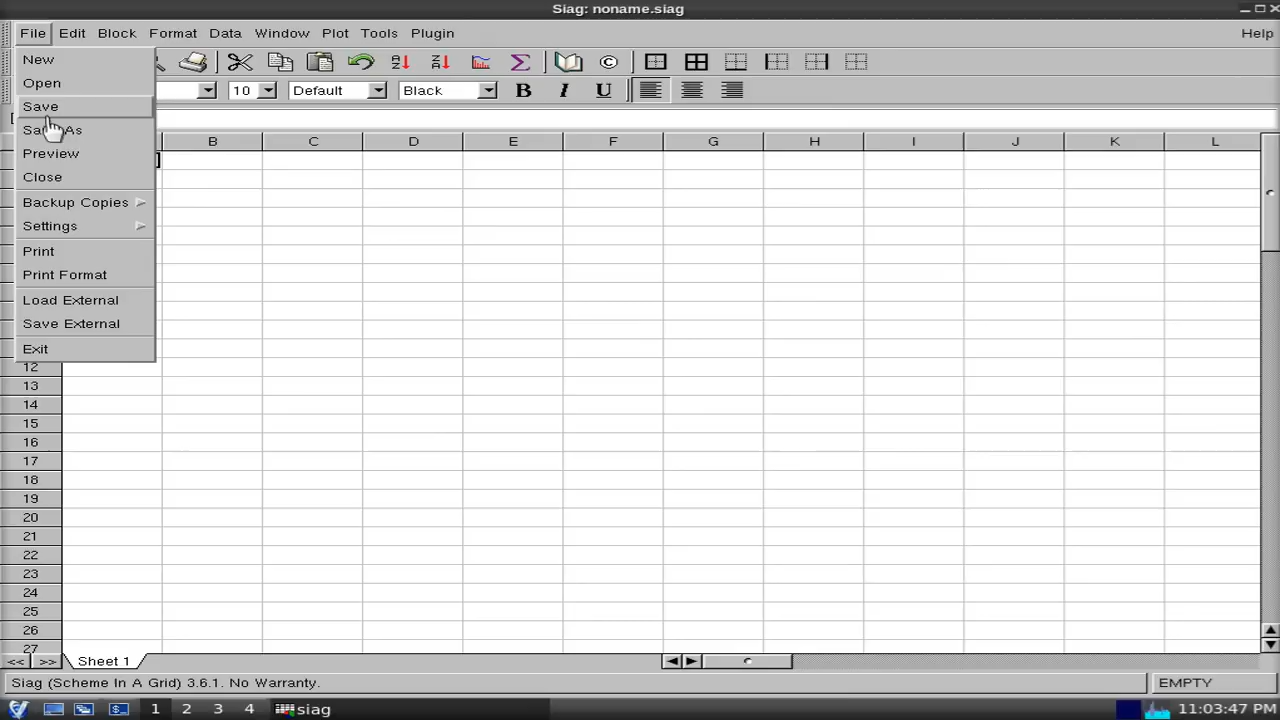 Siag: noname.siag
File Edit Block Format Data Window Plot Tools Plugin Help
10 Default Black B I U
New
Open
Save
Save As
Preview
Close
Backup Copies
Settings
Print
Print Format
Load External
Save External
Exit
B C D E F G H I J K L
12
13
14
15
16
17
18
19
20
21
22
23
24
25
26
27
<< >> Sheet 1
Siag (Scheme In A Grid) 3.6.1. No Warranty. EMPTY
1 2 3 4 siag 11:03:47 PM